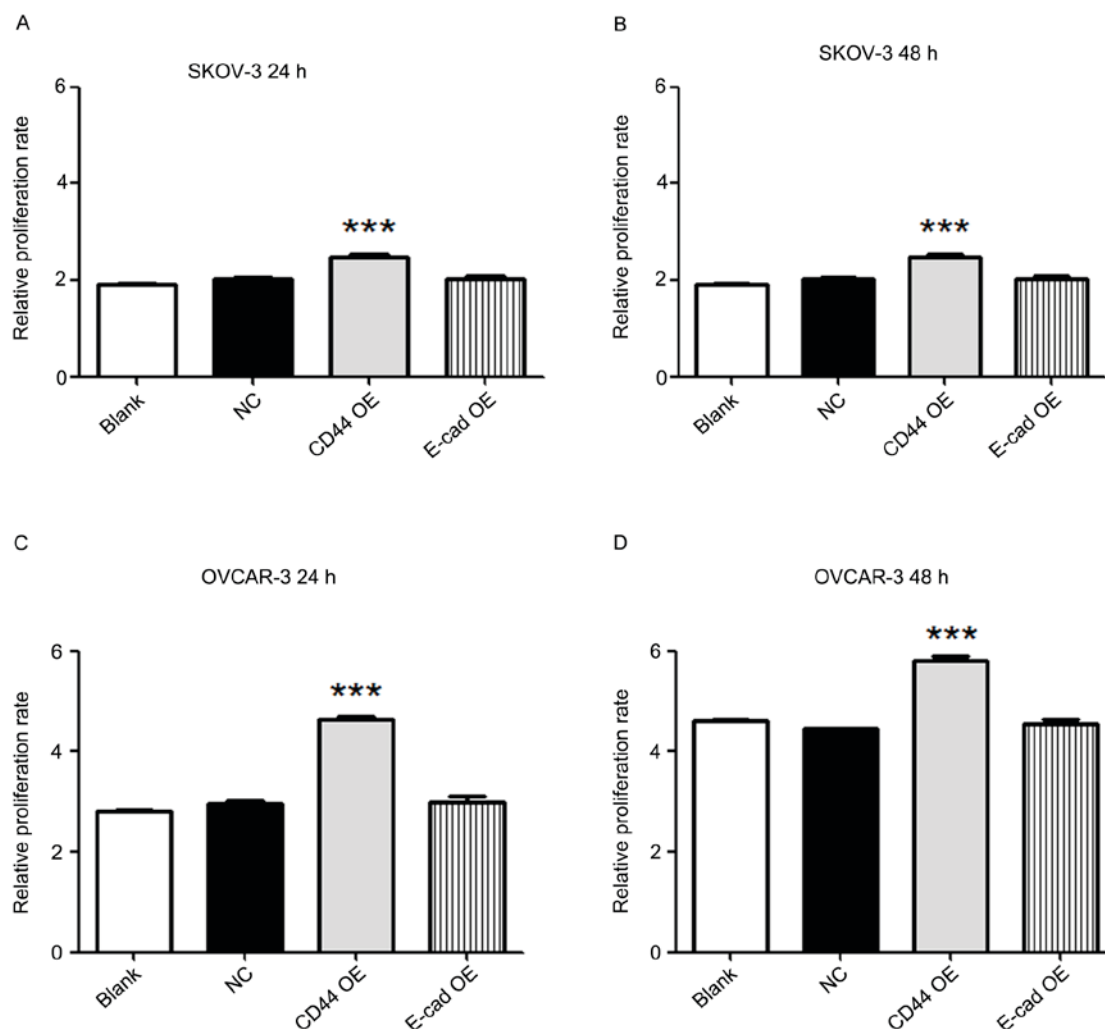 A
SKOV-3 24 h
Relative proliferation rate
6
4
2
0
***
Blank
NC
CD44 OE
E-cad OE
B
SKOV-3 48 h
Relative proliferation rate
6
4
2
0
***
Blank
NC
CD44 OE
E-cad OE
C
OVCAR-3 24 h
Relative proliferation rate
6
4
2
0
***
Blank
NC
CD44 OE
E-cad OE
D
OVCAR-3 48 h
Relative proliferation rate
6
4
2
0
***
Blank
NC
CD44 OE
E-cad OE